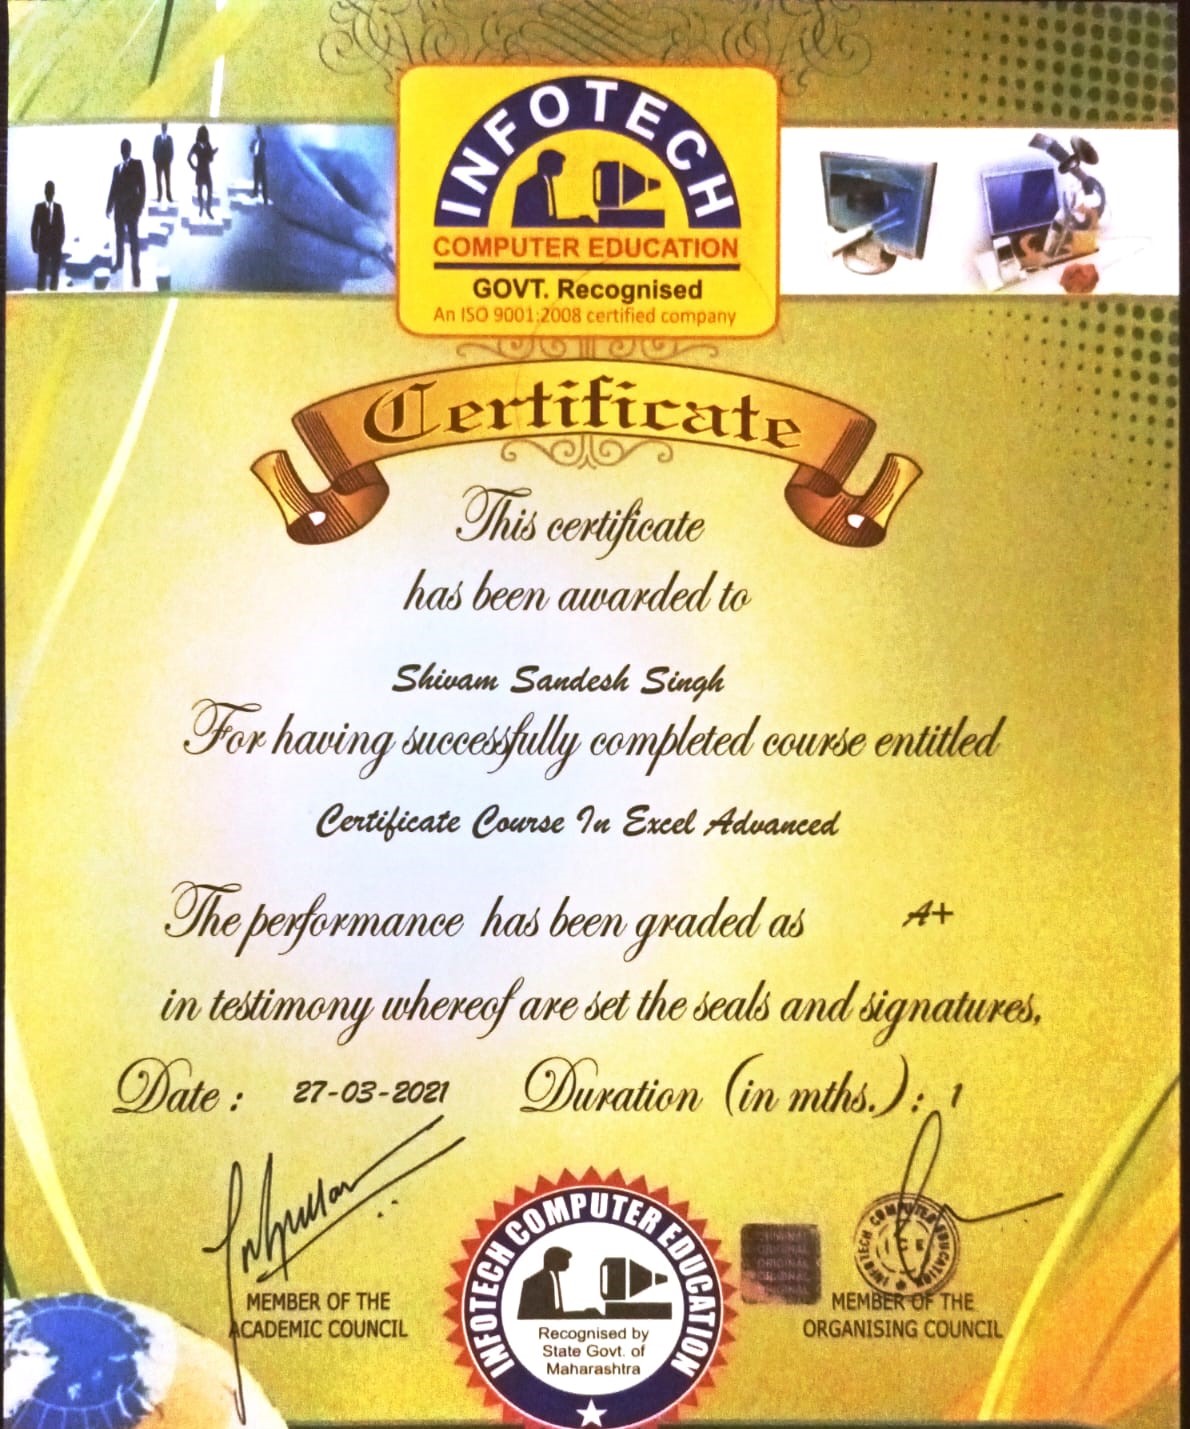 INFOTECH
COMPUTER EDUCATION
GOVT. Recognised
An ISO 9001:2008 certified company
Certificate
This certificate
has been awarded to
Shivam Sandesh Singh
For having successfully completed course entitled
Certificate Course In Excel Advanced
The performance has been graded as A+
in testimony whereof are set the seals and signatures,
Date : 27-03-2021 Duration (in mths.) : 1
MEMBER OF THE
ACADEMIC COUNCIL
INFOTECH COMPUTER EDUCATION
Recognised by
State Govt. of
Maharashtra
ORIGINAL
ORIGINAL
INFOTECH COMPUTER EDUCATION
I C E
MEMBER OF THE
ORGANISING COUNCIL